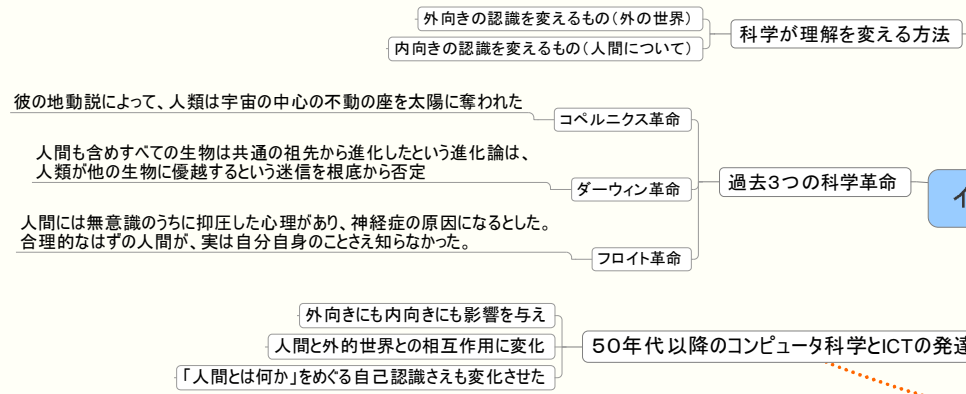 外向きの認識を変えるもの(外の世界)
内向きの認識を変えるもの(人間について)
科学が理解を変える方法
彼の地動説によって、人類は宇宙の中心の不動の座を太陽に奪われた
コペルニクス革命
人間も含めすべての生物は共通の祖先から進化したという進化論は、
人類が他の生物に優越するという迷信を根底から否定
ダーウィン革命
過去3つの科学革命
人間には無意識のうちに抑圧した心理があり、神経症の原因になるとした。
合理的なはずの人間が、実は自分自身のことさえ知らなかった。
フロイト革命
外向きにも内向きにも影響を与え
人間と外的世界との相互作用に変化
「人間とは何か」をめぐる自己認識さえも変化させた
50年代以降のコンピュータ科学とICTの発達